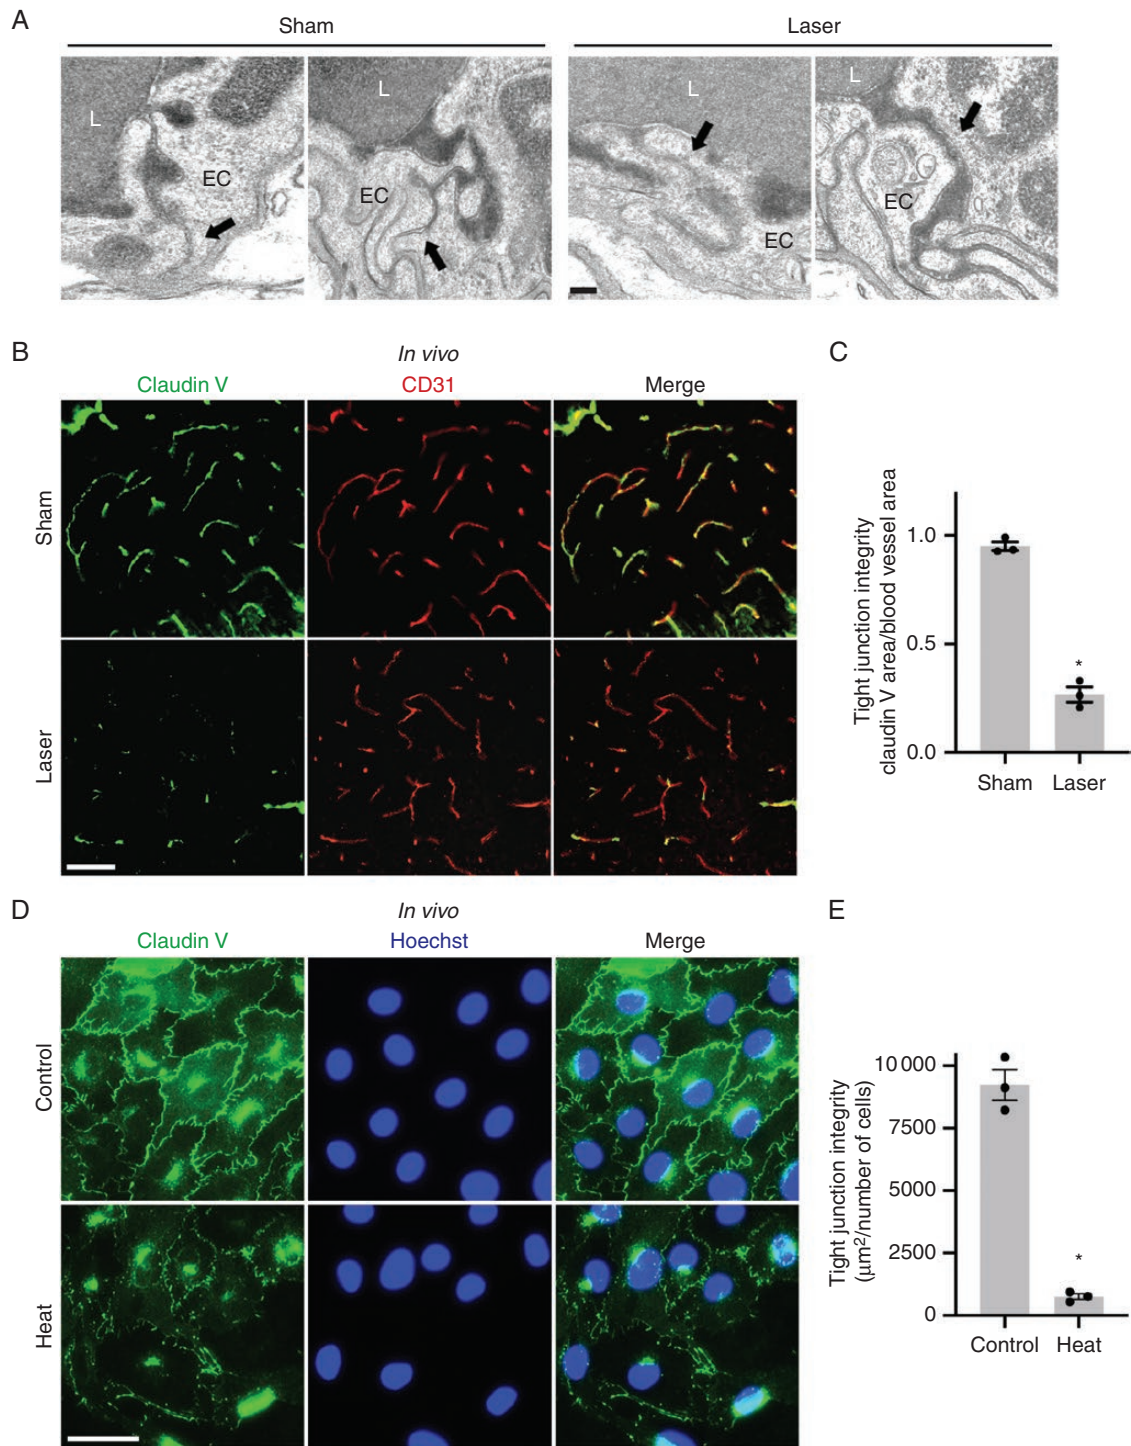 A
Sham
Laser
L
EC
L
EC
L
EC
L
EC
B
In vivo
Claudin V
CD31
Merge
Sham
Laser
C
Tight junction integrity
claudin V area/blood vessel area
1.0
0.5
0.0
*
Sham
Laser
D
In vivo
Claudin V
Hoechst
Merge
Control
Heat
E
Tight junction integrity
(µm²/number of cells)
10 000
7500
5000
2500
0
*
Control
Heat